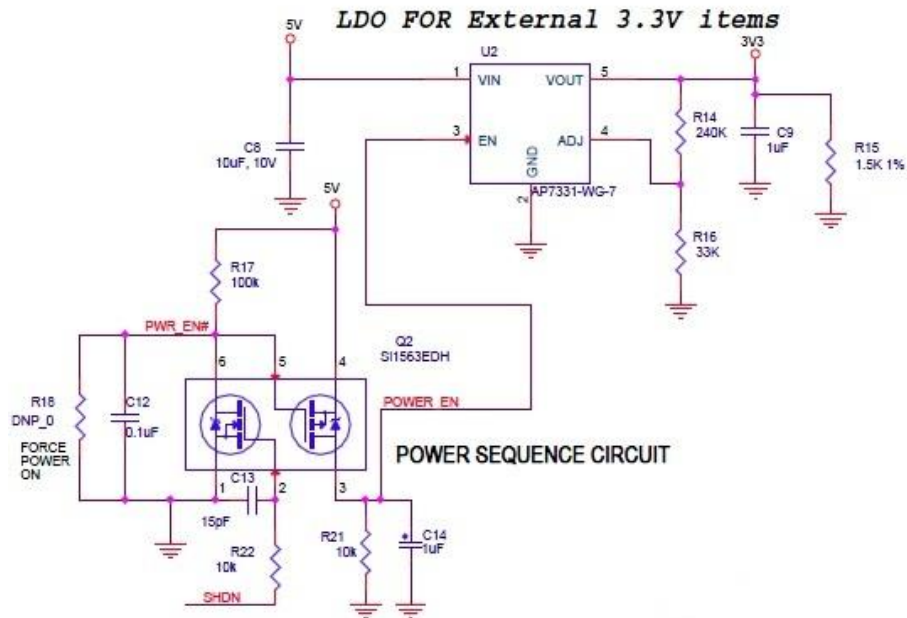 LDO FOR External 3.3V items
5V
3V3
U2
1
VIN
VOUT
5
3
EN
ADJ
4
GND
2
AP7331-WG-7
C8
10uF, 10V
R14
240K
C9
1uF
R15
1.5K 1%
R16
33K
5V
R17
100k
PWR_EN#
Q2
SI1563EDH
6
5
4
POWER_EN
R18
DNP_0
FORCE
POWER
ON
C12
0.1uF
POWER SEQUENCE CIRCUIT
1
C13
2
3
15pF
R22
10k
R21
10k
C14
1uF
SHDN